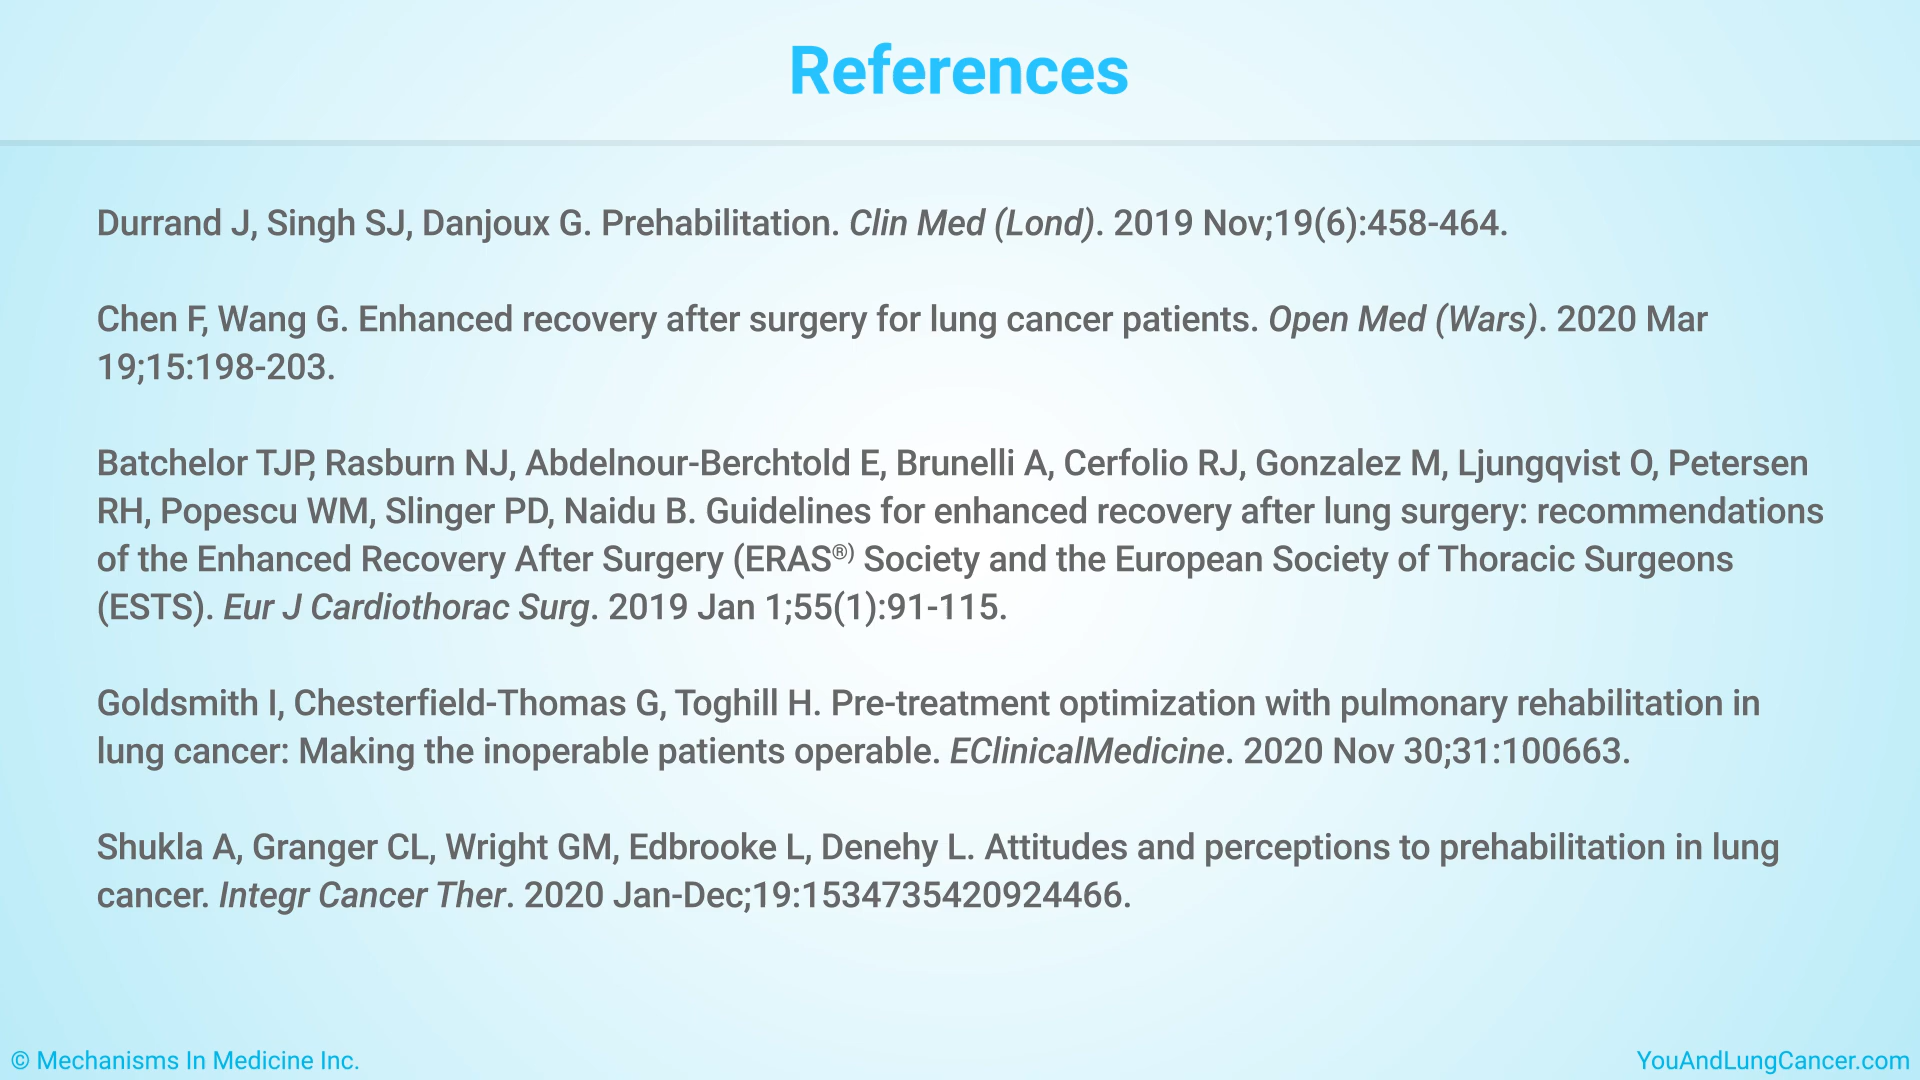 References
Durrand J, Singh SJ, Danjoux G. Prehabilitation. Clin Med (Lond). 2019 Nov;19(6):458-464.
Chen F, Wang G. Enhanced recovery after surgery for lung cancer patients. Open Med (Wars). 2020 Mar
19;15:198-203.
Batchelor TJP, Rasburn NJ, Abdelnour-Berchtold E, Brunelli A, Cerfolio RJ, Gonzalez M, Ljungqvist O, Petersen
RH, Popescu WM, Slinger PD, Naidu B. Guidelines for enhanced recovery after lung surgery: recommendations
of the Enhanced Recovery After Surgery (ERAS®) Society and the European Society of Thoracic Surgeons
(ESTS). Eur J Cardiothorac Surg. 2019 Jan 1;55(1):91-115.
Goldsmith I, Chesterfield-Thomas G, Toghill H. Pre-treatment optimization with pulmonary rehabilitation in
lung cancer: Making the inoperable patients operable. EClinicalMedicine. 2020 Nov 30;31:100663.
Shukla A, Granger CL, Wright GM, Edbrooke L, Denehy L. Attitudes and perceptions to prehabilitation in lung
cancer. Integr Cancer Ther. 2020 Jan-Dec;19:1534735420924466.
© Mechanisms In Medicine Inc.
YouAndLungCancer.com